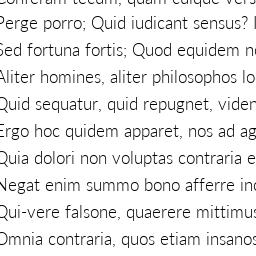 Conferam tecum, quam cuique vers
Perge porro; Quid iudicant sensus? I
Sed fortuna fortis; Quod equidem n
Aliter homines, aliter philosophos lo
Quid sequatur, quid repugnet, viden
Ergo hoc quidem apparet, nos ad ag
Quia dolori non voluptas contraria e
Negat enim summo bono afferre in
Qui-vere falsone, quaerere mittimus
Omnia contraria, quos etiam insanos